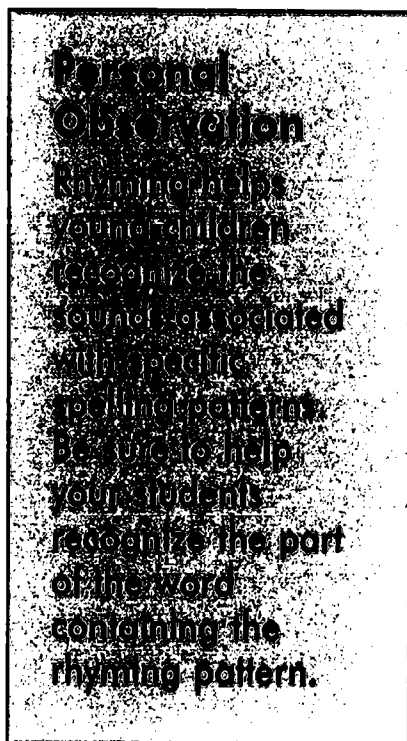 Personal
Observation
Rhyming helps
young children
recognize the
sounds associated
with specific
spelling patterns.
Be sure to help
your students
recognize the part
of the word
containing the
rhyming pattern.